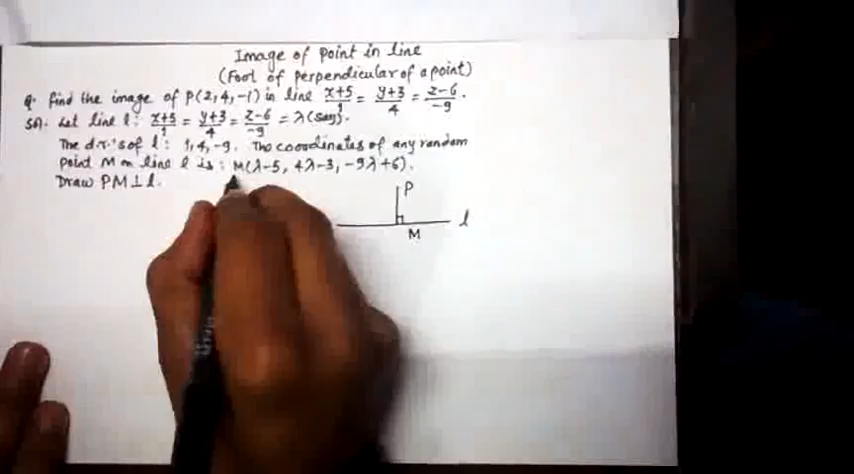 Image of Point in line
(Foot of perpendicular of a point)
Q. Find the image of P(2,4,-1) in line x+5/1 = y+3/4 = z-6/-9.
Sol. Let line l: x+5/1 = y+3/4 = z-6/-9 = λ(say).
The d.r.'s of l: 1,4,-9. The coordinates of any random
point M on line l is: M(λ-5, 4λ-3, -9λ+6).
Draw PM⊥l.
P
l
M